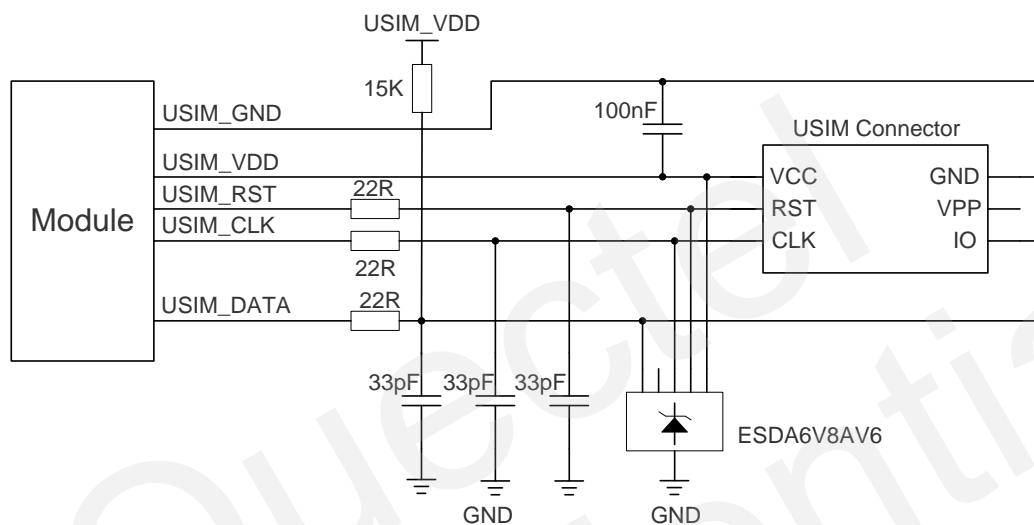 USIM_VDD
15K
USIM_GND
100nF
USIM Connector
USIM_VDD
VCC
GND
USIM_RST
22R
RST
VPP
Module
USIM_CLK
CLK
IO
22R
USIM_DATA
22R
33pF
33pF
33pF
ESDA6V8AV6
GND
GND
Quectel